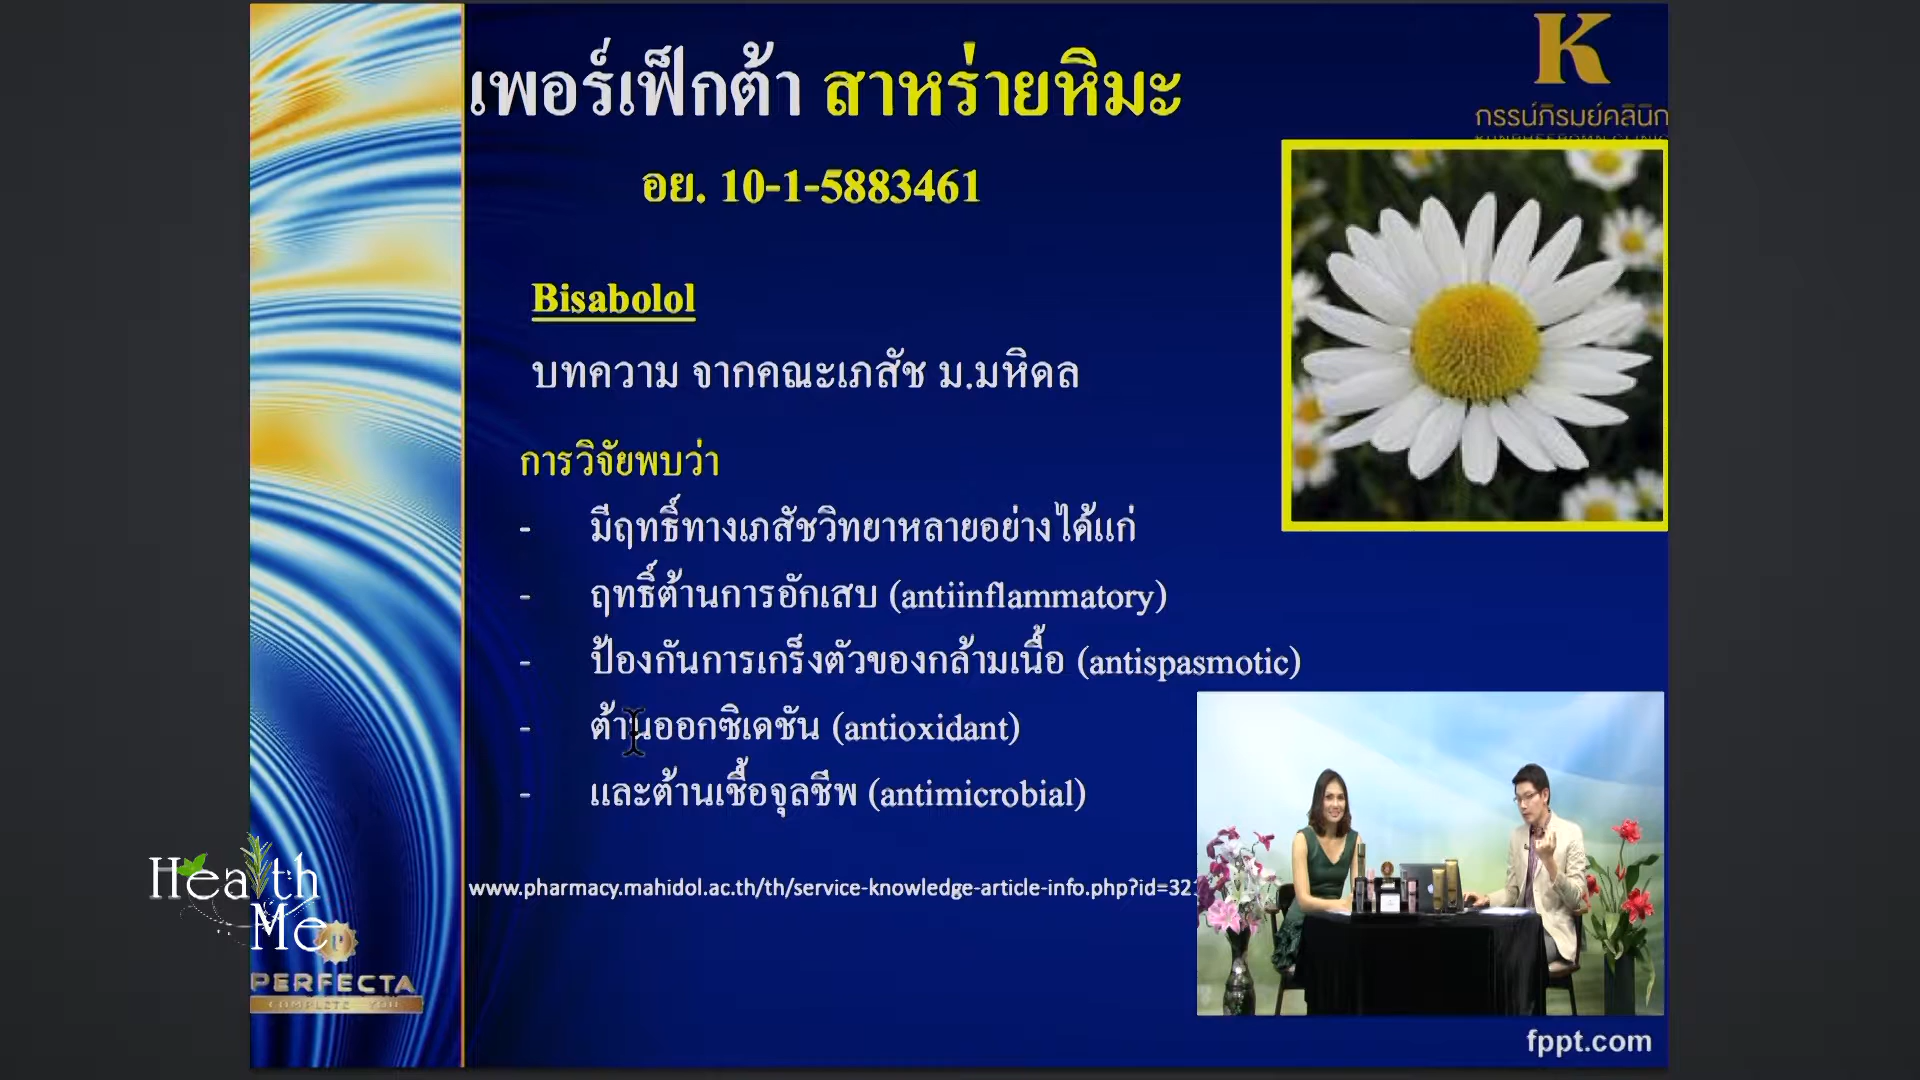 เพอร์เฟ็กต้า สาหร่ายหิมะ
K
กรรณ์ภิรมย์คลินิก
อย. 10-1-5883461
Bisabolol
บทความ จากคณะเภสัช ม.มหิดล
การวิจัยพบว่า
- มีฤทธิ์ทางเภสัชวิทยาหลายอย่างได้แก่
- ฤทธิ์ต้านการอักเสบ (antiinflammatory)
- ป้องกันการเกร็งตัวของกล้ามเนื้อ (antispasmotic)
- ต้านออกซิเดชัน (antioxidant)
- และต้านเชื้อจุลชีพ (antimicrobial)
www.pharmacy.mahidol.ac.th/th/service-knowledge-article-info.php?id=32
Health
Me
PERFECTA
COMPLETE YOU
fppt.com